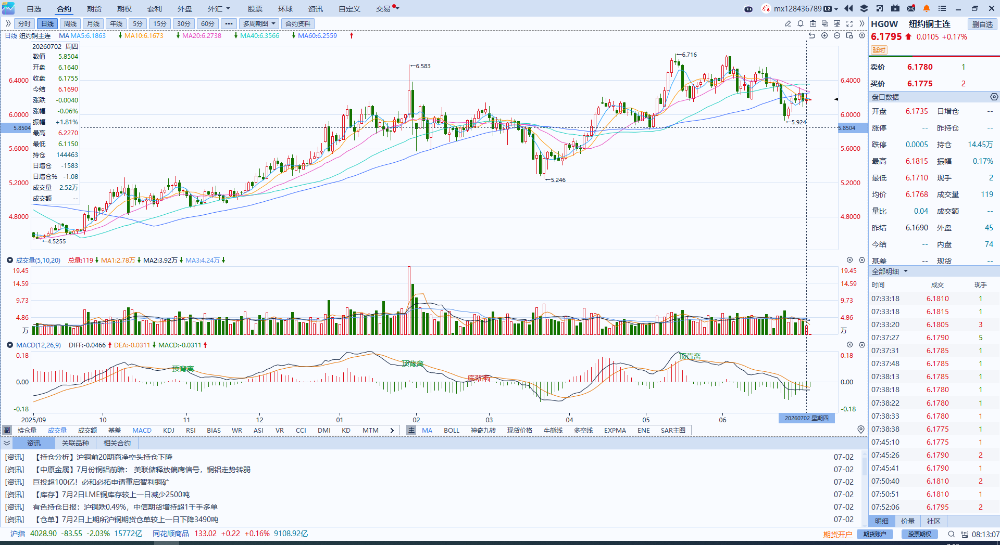 自选 合约 期货 期权 套利 外盘 外汇 股票 环球 资讯 自定义 交易 mx128436789 L2
分时 日线 周线 月线 年线 5分 15分 30分 60分 ••• 多周期图 合约资料
日线 纽约铜主连 MA MA5:6.1863 MA10:6.1673 MA20:6.2738 MA40:6.3566 MA60:6.2559
20260702 周四
数值 5.8504
开盘 6.1640
收盘 6.1755
今结 6.1690
涨跌 -0.0040
涨幅 -0.06%
振幅 +1.81%
最高 6.2270
最低 6.1150
持仓 144463
日增仓 -1583
日增仓% -1.08
成交量 2.52万
成交额 --
6.4000
6.0000
5.8504
5.6000
5.2000
4.8000
←6.583
←6.716
←5.924
←5.246
←4.5255
6.4000
6.0000
5.8504
5.6000
5.2000
4.8000
成交量(5,10,20) 总量:119 MA1:2.78万 MA2:3.92万 MA3:4.24万
19.45 19.45
14.59 14.59
9.73 9.73
4.86 4.86
万 万
MACD(12,26,9) DIFF:-0.0466 DEA:-0.0311 MACD:-0.0311
0.18 0.18
顶背离 顶背离 底背离 顶背离
0.00 0.00
-0.18 -0.18
2025/09 10 11 12 01 02 03 04 05 06 20260702 星期四
副 持仓量 成交量 成交额 基差 MACD KDJ RSI BIAS WR ASI VR CCI DMI KD MTM 主 MA BOLL 神奇九转 现货价格 牛熊线 多空线 EXPMA ENE SAR主图
资讯 关联品种 相关合约
[资讯] 【持仓分析】沪铜前20期商净空头持仓下降 07-02
[资讯] 【中原金属】7月份铜铝前瞻： 美联储释放偏鹰信号，铜铝走势转弱 07-02
[资讯] 巨投超100亿！必和必拓申请重启智利铜矿 07-02
[资讯] 【库存】7月2日LME铜库存较上一日减少2500吨 07-02
[资讯] 有色持仓日报：沪铜跌0.49%，中信期货增持超1千手多单 07-02
[资讯] 【仓单】7月2日上期所沪铜期货仓单较上一日下降3490吨 07-02
HG0W 纽约铜主连 删自选
6.1795 0.0105 +0.17%
延时
卖价 6.1780 1
买价 6.1775 2
盘口数据
开盘 6.1735 日增仓 --
涨停 -- 昨持仓 --
跌停 0.0005 持仓 14.45万
最高 6.1815 振幅 0.17%
最低 6.1710 现手 2
均价 6.1768 成交量 119
量比 0.04 成交额 --
昨结 6.1690 外盘 45
今结 -- 内盘 74
基差 -- 现货 --
全部明细
时间 成交 现手
07:33:18 6.1810 1
07:33:18 6.1815 1
07:33:20 6.1805 3
07:37:27 6.1790 5
07:37:31 6.1785 1
07:37:48 6.1785 1
07:38:13 6.1785 1
07:38:18 6.1780 1
07:38:22 6.1780 1
07:38:33 6.1780 1
07:38:38 6.1775 1
07:45:10 6.1775 1
07:45:26 6.1790 2
07:45:41 6.1790 1
07:50:40 6.1810 2
07:50:51 6.1810 1
07:52:06 6.1795 2
明细 价量 社区
沪指 4028.90 -83.55 -2.03% 15772亿 同花顺商品 133.02 +0.22 +0.16% 9108.92亿 期货开户 期货账户 股票期权 08:13:07